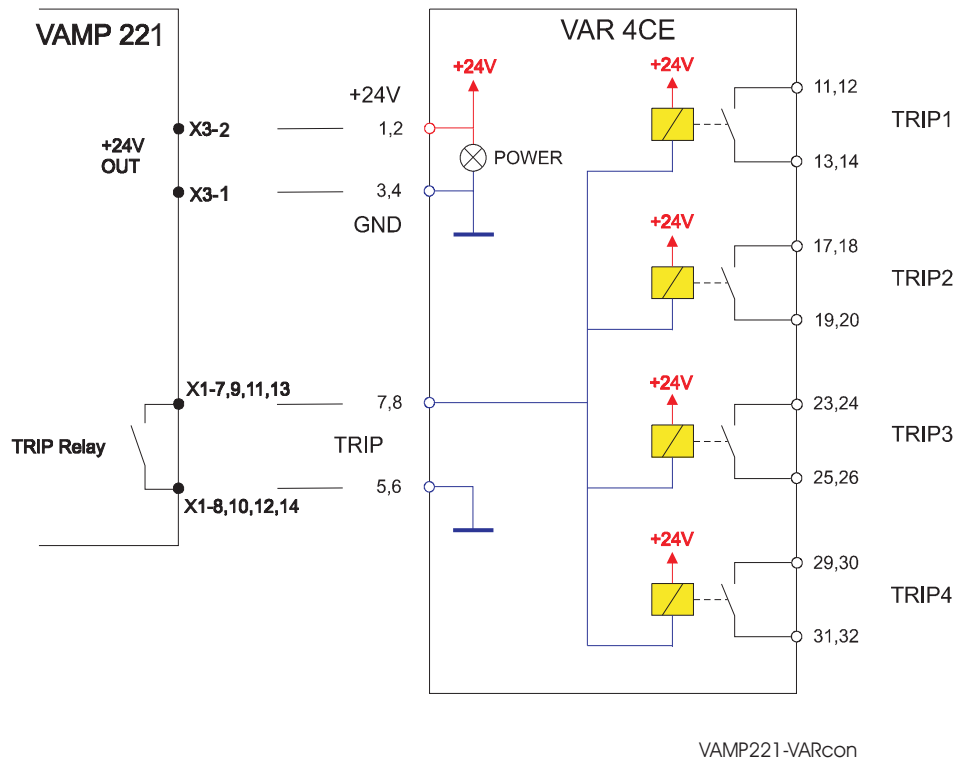 VAMP 221
VAR 4CE
+24V
+24V
+24V
11,12
TRIP1
X3-2
1,2
+24V
OUT
POWER
13,14
X3-1
3,4
GND
+24V
17,18
TRIP2
19,20
X1-7,9,11,13
7,8
+24V
23,24
TRIP Relay
TRIP
TRIP3
X1-8,10,12,14
5,6
25,26
+24V
29,30
TRIP4
31,32
VAMP221-VARcon